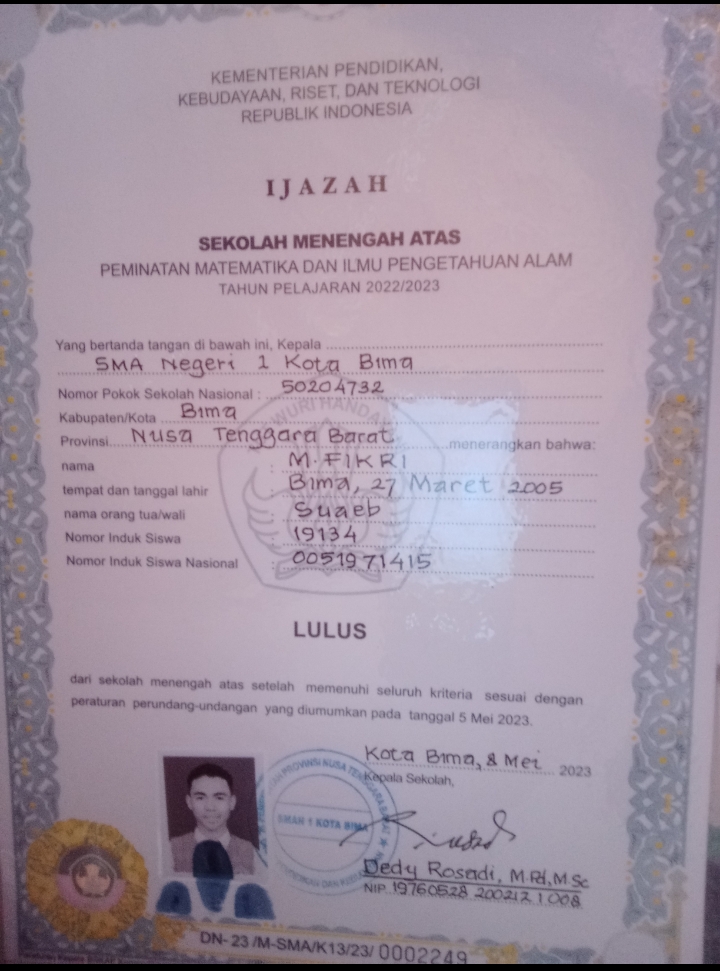 KEMENTERIAN PENDIDIKAN,
KEBUDAYAAN, RISET, DAN TEKNOLOGI
REPUBLIK INDONESIA
IJAZAH
SEKOLAH MENENGAH ATAS
PEMINATAN MATEMATIKA DAN ILMU PENGETAHUAN ALAM
TAHUN PELAJARAN 2022/2023
Yang bertanda tangan di bawah ini, Kepala
SMA Negeri 1 Kota Bima
Nomor Pokok Sekolah Nasional : 50204732
Kabupaten/Kota Bima
Provinsi Nusa Tenggara Barat menerangkan bahwa:
nama : M. FIKRI
tempat dan tanggal lahir : Bima, 27 Maret 2005
nama orang tua/wali : Suaeb
Nomor Induk Siswa : 19134
Nomor Induk Siswa Nasional : 0051971415
LULUS
dari sekolah menengah atas setelah memenuhi seluruh kriteria sesuai dengan
peraturan perundang-undangan yang diumumkan pada tanggal 5 Mei 2023.
Kota Bima, 8 Mei 2023
Kepala Sekolah,
PROVINSI NUSA TENGGARA BARAT
SMAN 1 KOTA BIMA
Dedy Rosadi, M.Pd, M.Sc
NIP. 19760528 200212 1 008
DN- 23 /M-SMA/K13/23/ 0002249